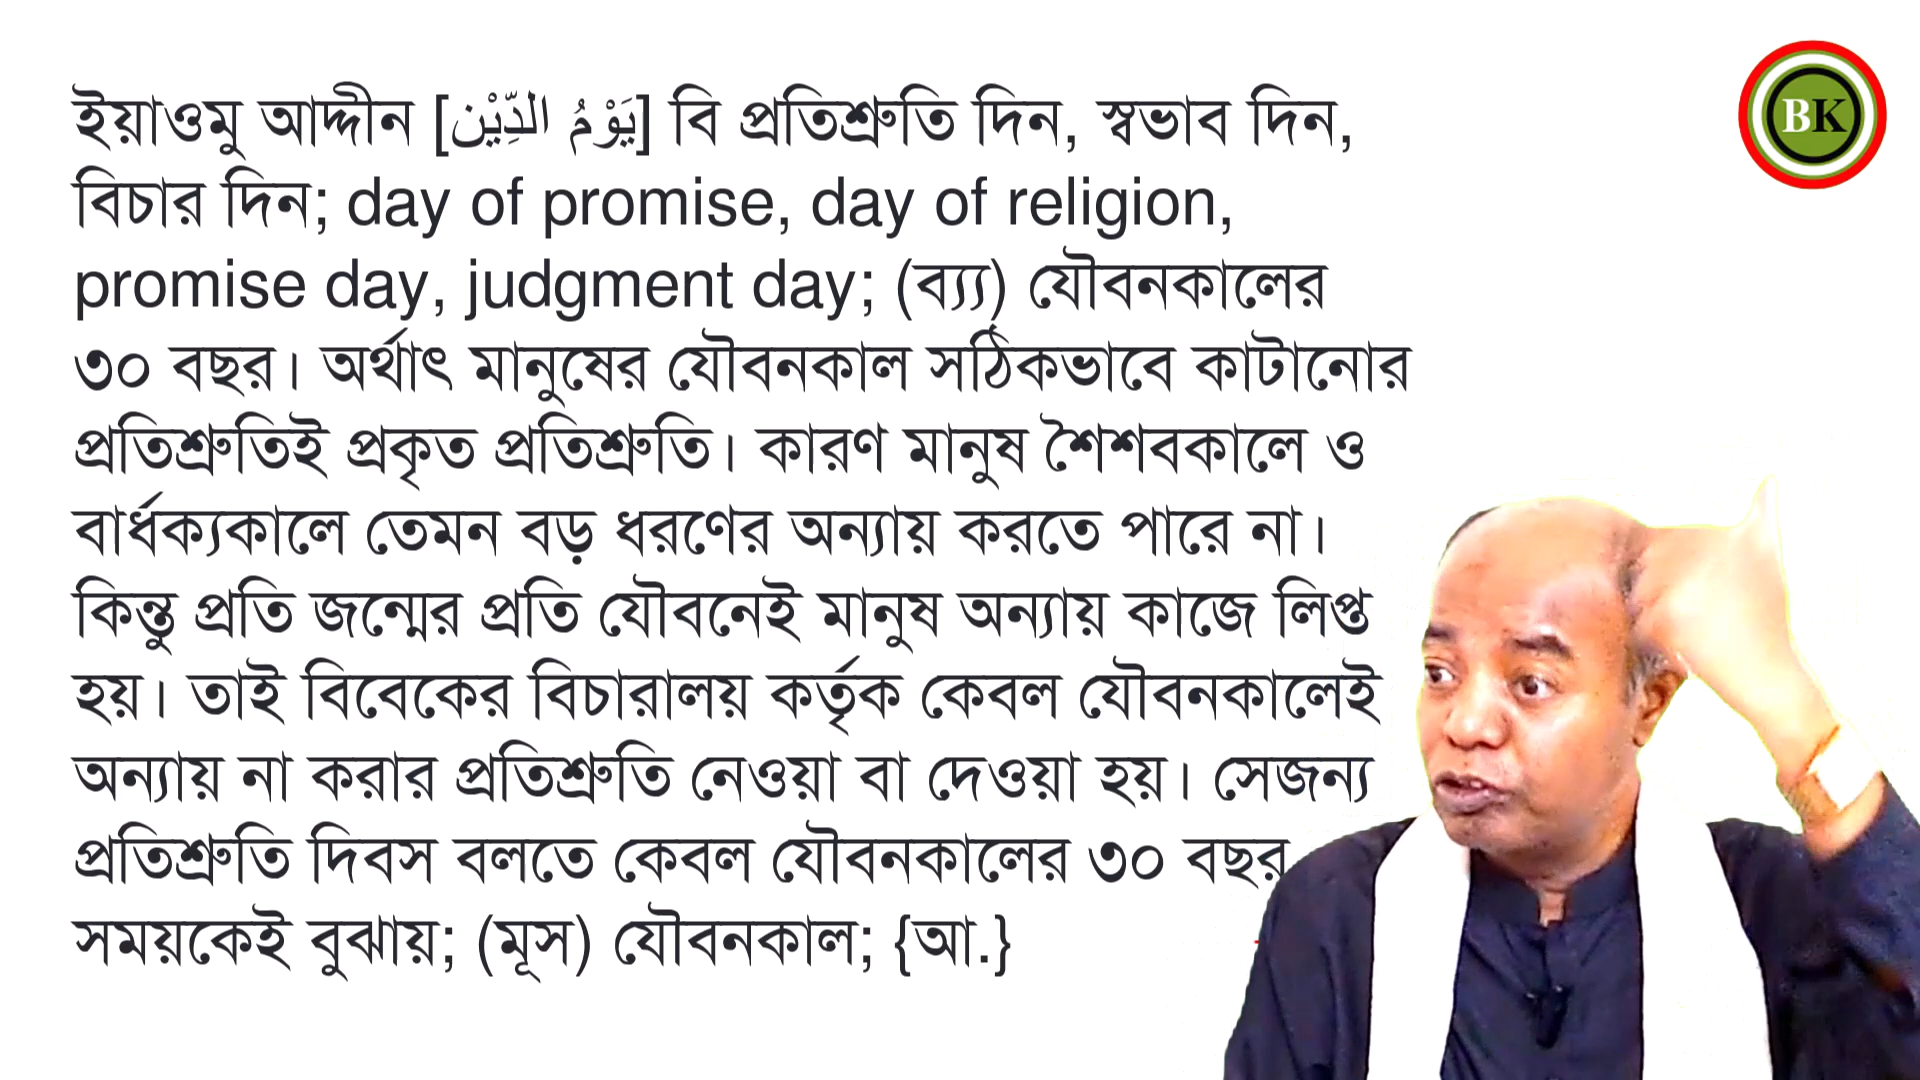 ইয়াওমু আদ্দীন [يَوْمُ الدِّيْن] বি প্রতিশ্রুতি দিন, স্বভাব দিন,
বিচার দিন; day of promise, day of religion,
promise day, judgment day; (ব্য্য) যৌবনকালের
৩০ বছর। অর্থাৎ মানুষের যৌবনকাল সঠিকভাবে কাটানোর
প্রতিশ্রুতিই প্রকৃত প্রতিশ্রুতি। কারণ মানুষ শৈশবকালে ও
বার্ধক্যকালে তেমন বড় ধরণের অন্যায় করতে পারে না।
কিন্তু প্রতি জন্মের প্রতি যৌবনেই মানুষ অন্যায় কাজে লিপ্ত
হয়। তাই বিবেকের বিচারালয় কর্তৃক কেবল যৌবনকালেই
অন্যায় না করার প্রতিশ্রুতি নেওয়া বা দেওয়া হয়। সেজন্য
প্রতিশ্রুতি দিবস বলতে কেবল যৌবনকালের ৩০ বছর
সময়কেই বুঝায়; (মূস) যৌবনকাল; {আ.}
BK